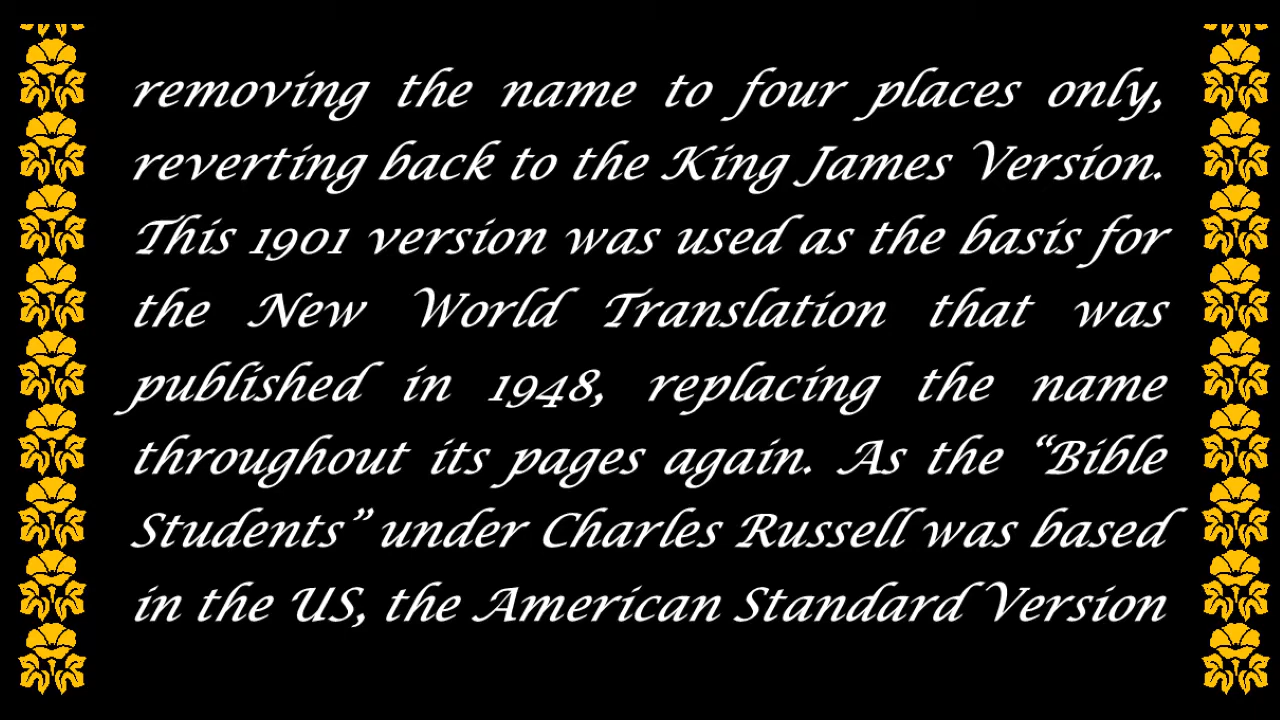 removing the name to four places only,
reverting back to the King James Version.
This 1901 version was used as the basis for
the New World Translation that was
published in 1948, replacing the name
throughout its pages again. As the “Bible
Students” under Charles Russell was based
in the US, the American Standard Version